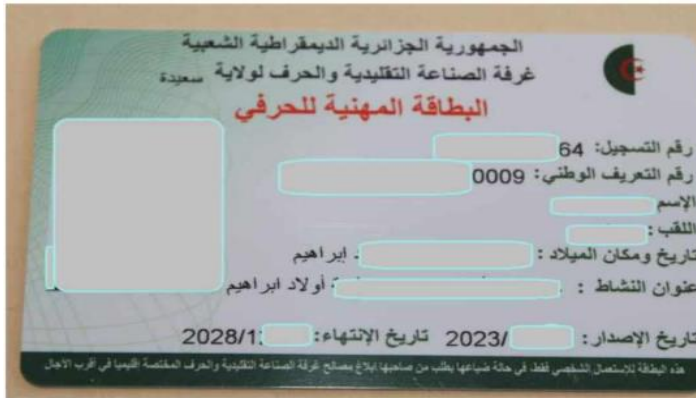 الجمهورية الجزائرية الديمقراطية الشعبية
غرفة الصناعة التقليدية والحرف لولاية سعيدة
البطاقة المهنية للحرفي
رقم التسجيل: 64
رقم التعريف الوطني: 0009
الإسم
اللقب :
تاريخ ومكان الميلاد : إبراهيم
عنوان النشاط : أولاد ابراهيم
تاريخ الإصدار: /2023 تاريخ الإنتهاء: 2028/1
هذه البطاقة للاستعمال الشخصي فقط، في حالة ضياعها يطلب من صاحبها ابلاغ مصالح غرفة الصناعة التقليدية والحرف المختصة اقليميا في أقرب الآجال